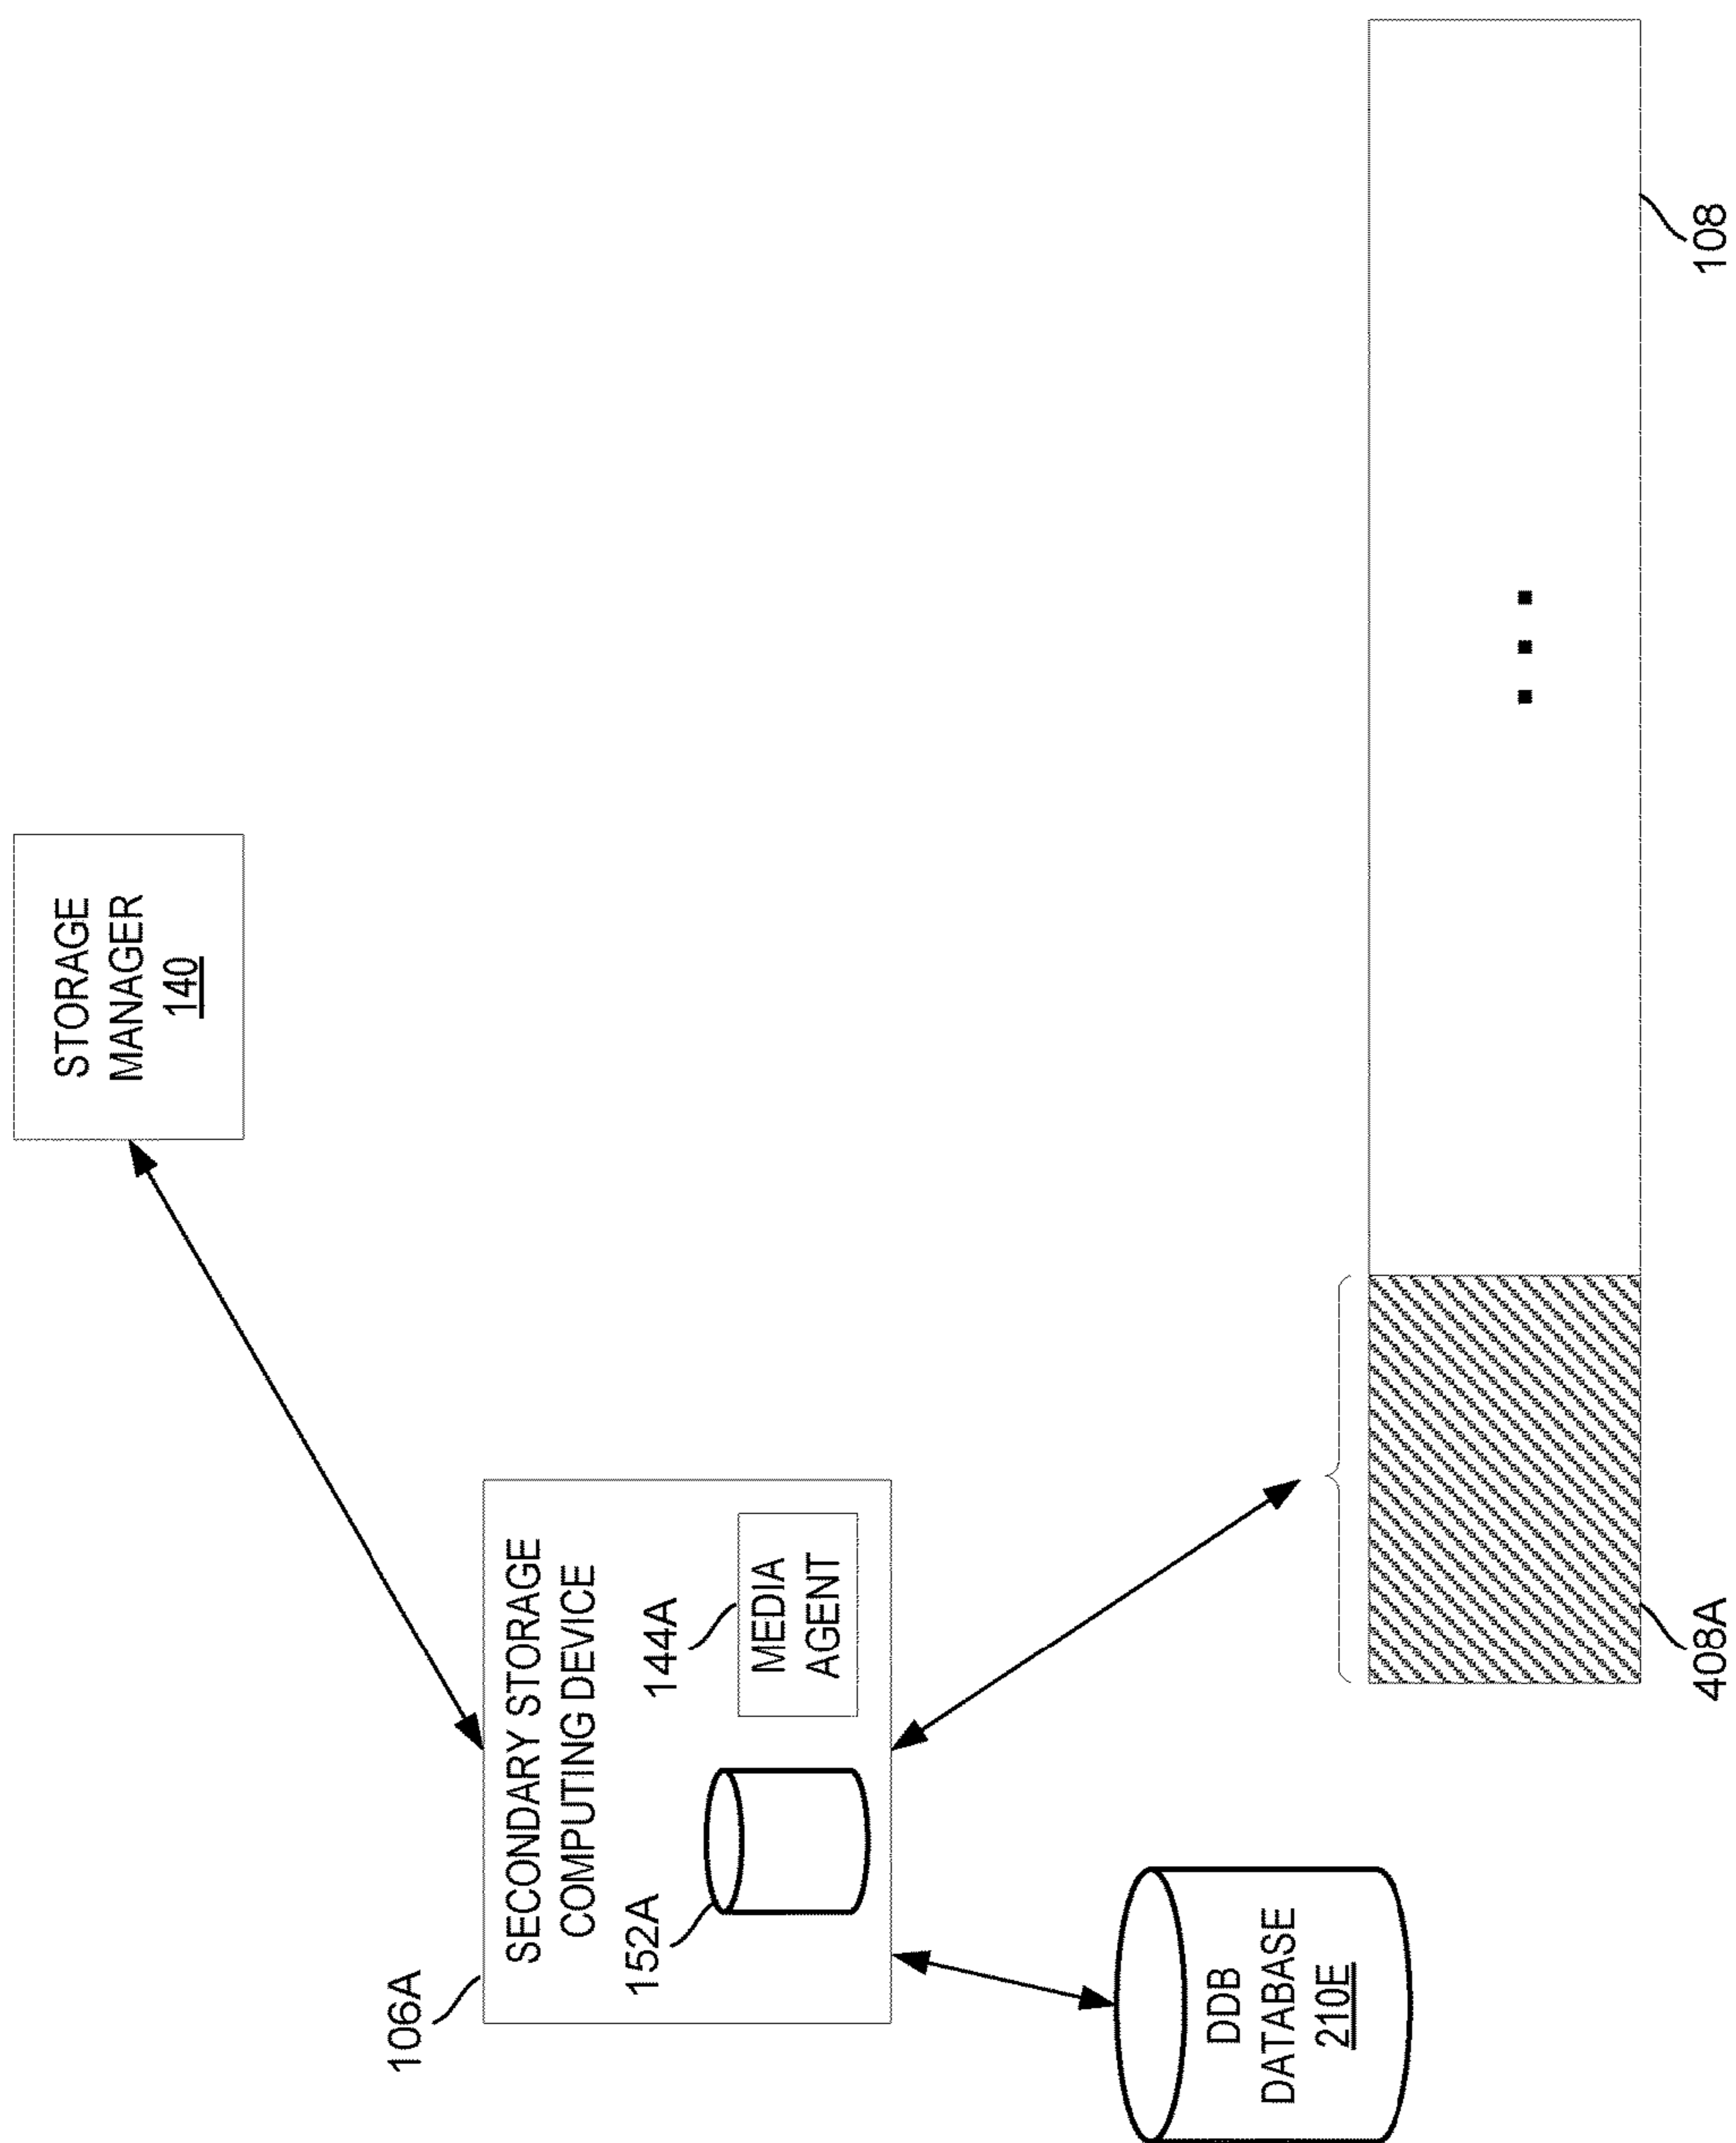 STORAGE
MANAGER
140
106A
SECONDARY STORAGE
COMPUTING DEVICE
152A
144A
MEDIA
AGENT
DDB
DATABASE
210E
408A
108